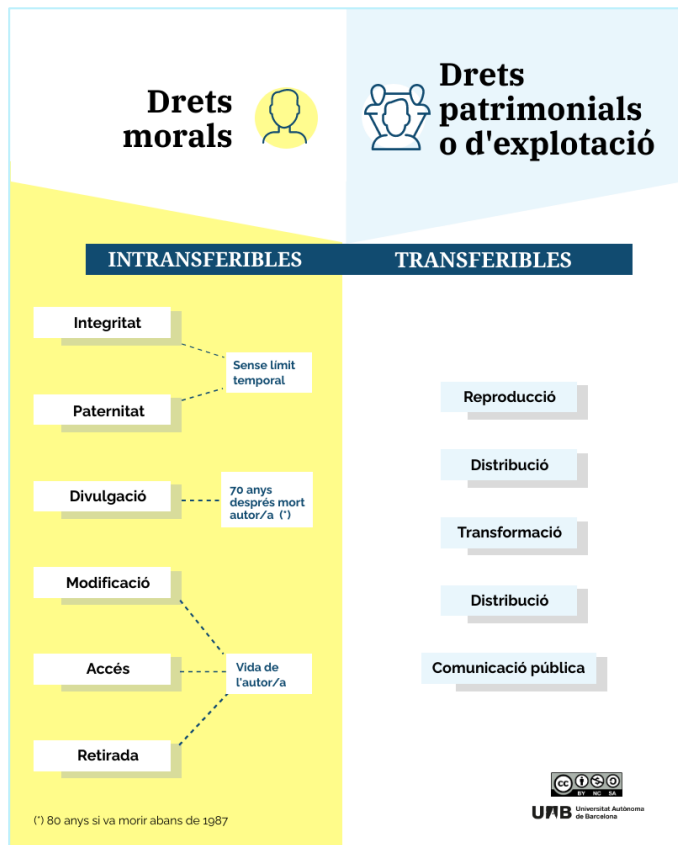 Drets
morals
Drets
patrimonials
o d'explotació
INTRANSFERIBLES
TRANSFERIBLES
Integritat
Sense límit
temporal
Paternitat
Divulgació
70 anys
després mort
autor/a (*)
Modificació
Accés
Vida de
l'autor/a
Retirada
(*) 80 anys si va morir abans de 1987
Reproducció
Distribució
Transformació
Distribució
Comunicació pública
cc
BY NC SA
UAB
Universitat Autònoma
de Barcelona